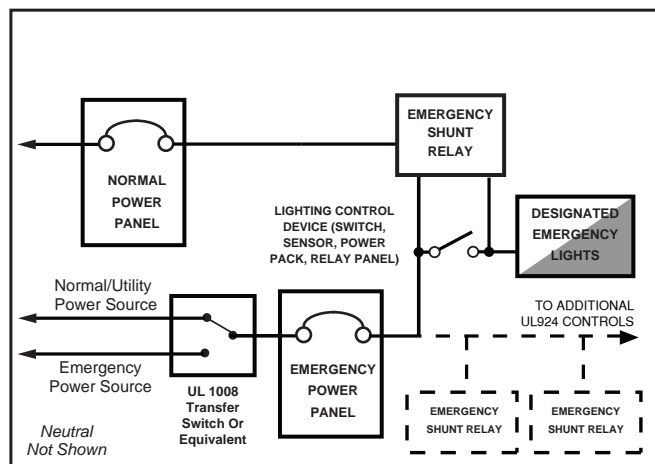 EMERGENCY
SHUNT
RELAY
NORMAL
POWER
PANEL
LIGHTING CONTROL
DEVICE (SWITCH,
SENSOR, POWER
PACK, RELAY PANEL)
DESIGNATED
EMERGENCY
LIGHTS
Normal/Utility
Power Source
Emergency
Power Source
UL 1008
Transfer
Switch Or
Equivalent
EMERGENCY
POWER
PANEL
TO ADDITIONAL
UL924 CONTROLS
EMERGENCY
SHUNT RELAY
EMERGENCY
SHUNT RELAY
Neutral
Not Shown